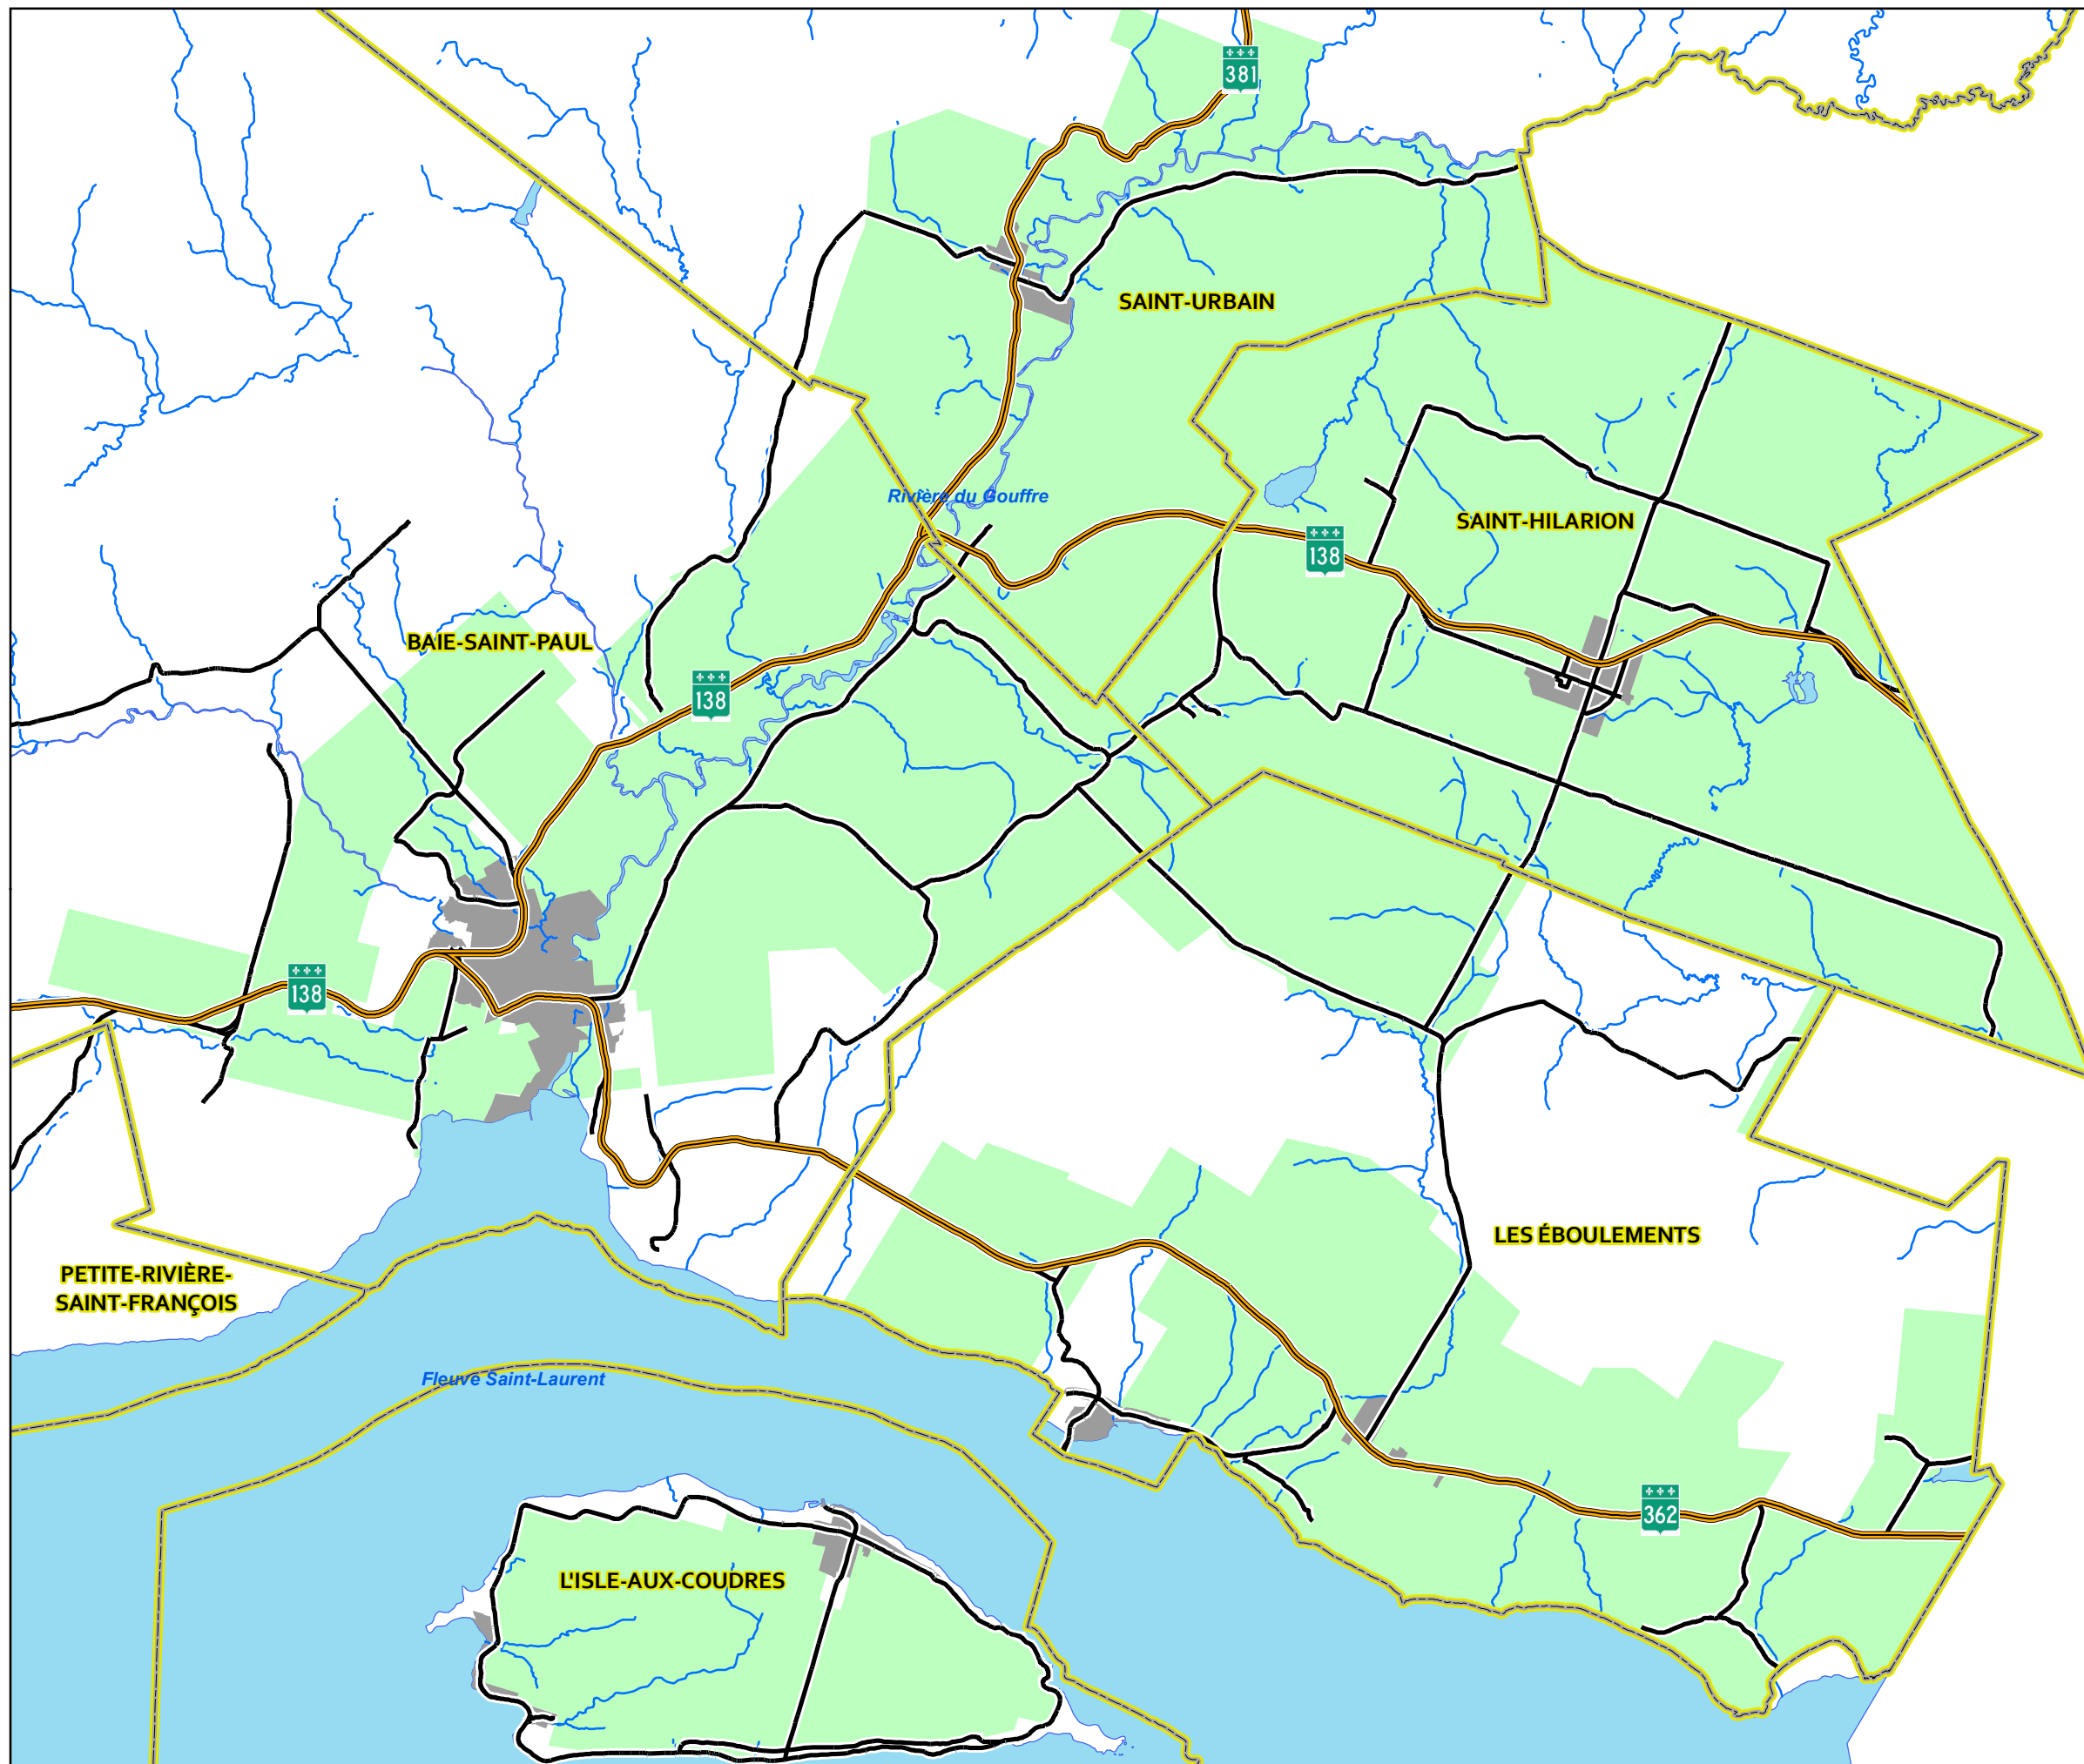 381
SAINT-URBAIN
Rivière du Gouffre
SAINT-HILARION
138
BAIE-SAINT-PAUL
138
138
LES ÉBOULEMENTS
PETITE-RIVIÈRE-
SAINT-FRANÇOIS
Fleuve Saint-Laurent
362
L'ISLE-AUX-COUDRES